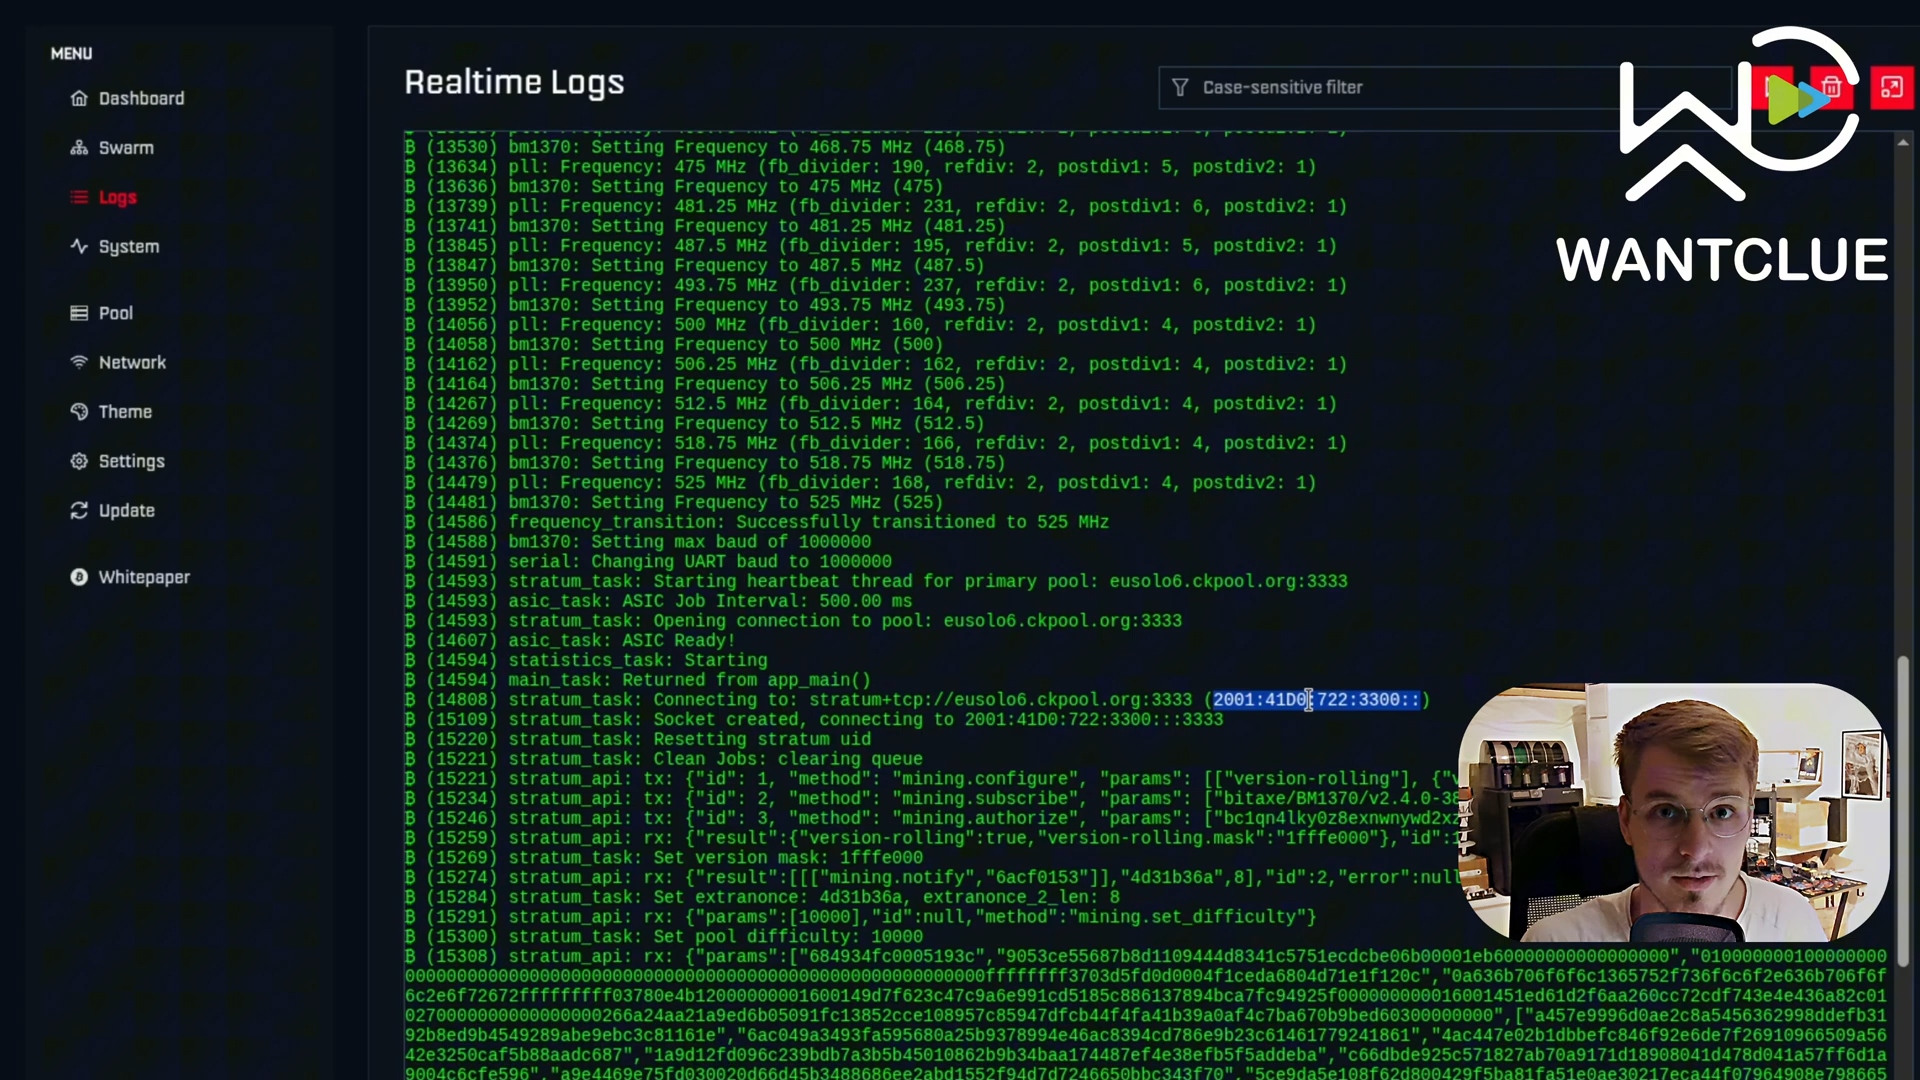 MENU
Dashboard
Swarm
Logs
System
Pool
Network
Theme
Settings
Update
Whitepaper
Realtime Logs
Case-sensitive filter
WANTCLUE
₿ (13530) bm1370: Setting Frequency to 468.75 MHz (468.75)
₿ (13634) pll: Frequency: 475 MHz (fb_divider: 190, refdiv: 2, postdiv1: 5, postdiv2: 1)
₿ (13636) bm1370: Setting Frequency to 475 MHz (475)
₿ (13739) pll: Frequency: 481.25 MHz (fb_divider: 231, refdiv: 2, postdiv1: 6, postdiv2: 1)
₿ (13741) bm1370: Setting Frequency to 481.25 MHz (481.25)
₿ (13845) pll: Frequency: 487.5 MHz (fb_divider: 195, refdiv: 2, postdiv1: 5, postdiv2: 1)
₿ (13847) bm1370: Setting Frequency to 487.5 MHz (487.5)
₿ (13950) pll: Frequency: 493.75 MHz (fb_divider: 237, refdiv: 2, postdiv1: 6, postdiv2: 1)
₿ (13952) bm1370: Setting Frequency to 493.75 MHz (493.75)
₿ (14056) pll: Frequency: 500 MHz (fb_divider: 160, refdiv: 2, postdiv1: 4, postdiv2: 1)
₿ (14058) bm1370: Setting Frequency to 500 MHz (500)
₿ (14162) pll: Frequency: 506.25 MHz (fb_divider: 162, refdiv: 2, postdiv1: 4, postdiv2: 1)
₿ (14164) bm1370: Setting Frequency to 506.25 MHz (506.25)
₿ (14267) pll: Frequency: 512.5 MHz (fb_divider: 164, refdiv: 2, postdiv1: 4, postdiv2: 1)
₿ (14269) bm1370: Setting Frequency to 512.5 MHz (512.5)
₿ (14374) pll: Frequency: 518.75 MHz (fb_divider: 166, refdiv: 2, postdiv1: 4, postdiv2: 1)
₿ (14376) bm1370: Setting Frequency to 518.75 MHz (518.75)
₿ (14479) pll: Frequency: 525 MHz (fb_divider: 168, refdiv: 2, postdiv1: 4, postdiv2: 1)
₿ (14481) bm1370: Setting Frequency to 525 MHz (525)
₿ (14586) frequency_transition: Successfully transitioned to 525 MHz
₿ (14588) bm1370: Setting max baud of 1000000
₿ (14591) serial: Changing UART baud to 1000000
₿ (14593) stratum_task: Starting heartbeat thread for primary pool: eusolo6.ckpool.org:3333
₿ (14593) asic_task: ASIC Job Interval: 500.00 ms
₿ (14593) stratum_task: Opening connection to pool: eusolo6.ckpool.org:3333
₿ (14607) asic_task: ASIC Ready!
₿ (14594) statistics_task: Starting
₿ (14594) main_task: Returned from app_main()
₿ (14808) stratum_task: Connecting to: stratum+tcp://eusolo6.ckpool.org:3333 (2001:41D0:722:3300::)
₿ (15109) stratum_task: Socket created, connecting to 2001:41D0:722:3300:::3333
₿ (15220) stratum_task: Resetting stratum uid
₿ (15221) stratum_task: Clean Jobs: clearing queue
₿ (15221) stratum_api: tx: {"id": 1, "method": "mining.configure", "params": [["version-rolling"], {"v
₿ (15234) stratum_api: tx: {"id": 2, "method": "mining.subscribe", "params": ["bitaxe/BM1370/v2.4.0-38
₿ (15246) stratum_api: tx: {"id": 3, "method": "mining.authorize", "params": ["bc1qn4lky0z8exnwnywd2xz
₿ (15259) stratum_api: rx: {"result":{"version-rolling":true,"version-rolling.mask":"1fffe000"},"id":1
₿ (15269) stratum_task: Set version mask: 1fffe000
₿ (15274) stratum_api: rx: {"result":[[["mining.notify","6acf0153"]],"4d31b36a",8],"id":2,"error":null
₿ (15284) stratum_task: Set extranonce: 4d31b36a, extranonce_2_len: 8
₿ (15291) stratum_api: rx: {"params":[10000],"id":null,"method":"mining.set_difficulty"}
₿ (15300) stratum_task: Set pool difficulty: 10000
₿ (15308) stratum_api: rx: {"params":["684934fc0005193c",